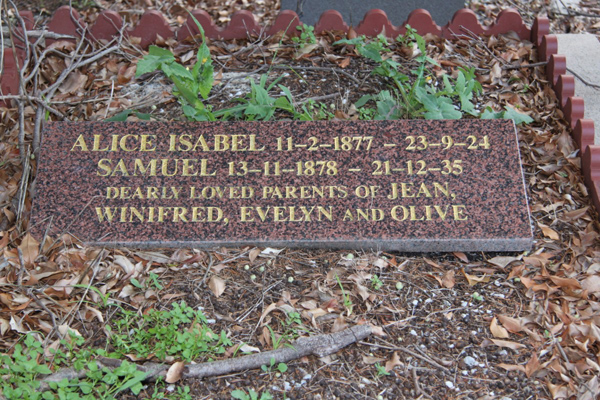 ALICE ISABEL 11-2-1877 - 23-9-24
SAMUEL 13-11-1878 - 21-12-35
DEARLY LOVED PARENTS OF JEAN,
WINIFRED, EVELYN AND OLIVE